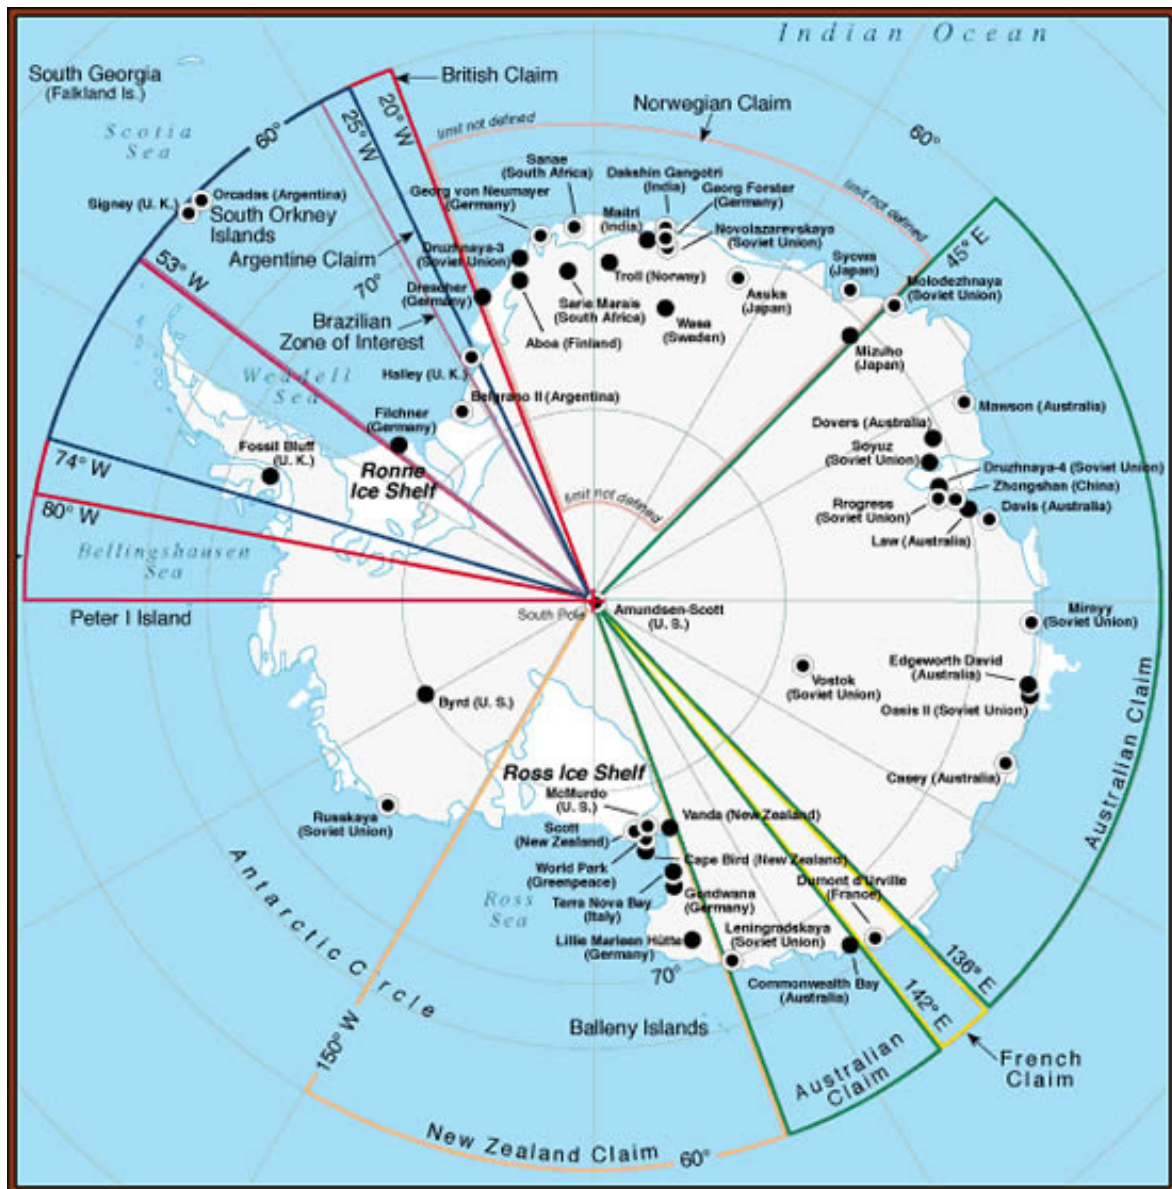 Indian Ocean
South Georgia
(Falkland Is.)
Scotia
Sea
British Claim
20° W
25° W
60°
Norwegian Claim
limit not defined
60°
limit not defined
Sanae
(South Africa)
Dakshin Gangotri
(India)
Georg Forster
(Germany)
Georg von Neumayer
(Germany)
Maitri
(India)
Novolazarevskaya
(Soviet Union)
Signey (U. K.)
Orcadas (Argentina)
South Orkney
Islands
Argentine Claim
70°
53° W
Druzhnaya-3
(Soviet Union)
Drescher
(Germany)
Troll (Norway)
Sarie Marais
(South Africa)
Aboa (Finland)
Wasa
(Sweden)
Asuka
(Japan)
Syowa
(Japan)
45° E
Molodezhnaya
(Soviet Union)
Mizuho
(Japan)
Brazilian
Zone of Interest
Weddell
Sea
Halley (U. K.)
Belgrano II (Argentina)
Filchner
(Germany)
Fossil Bluff
(U. K.)
Ronne
Ice Shelf
limit not defined
Mawson (Australia)
Dovers (Australia)
Soyuz
(Soviet Union)
Druzhnaya-4 (Soviet Union)
Zhongshan (China)
Rrogress
(Soviet Union)
Davis (Australia)
Law (Australia)
74° W
80° W
Bellingshausen
Sea
Peter I Island
South Pole
Amundsen-Scott
(U. S.)
Mirnyy
(Soviet Union)
Vostok
(Soviet Union)
Edgeworth David
(Australia)
Oasis II (Soviet Union)
Australian Claim
Byrd (U. S.)
Casey (Australia)
Ross Ice Shelf
McMurdo
(U. S.)
Vanda (New Zealand)
Scott
(New Zealand)
Cape Bird (New Zealand)
World Park
(Greenpeace)
Russkaya
(Soviet Union)
Antarctic Circle
Ross
Sea
Terra Nova Bay
(Italy)
Gondwana
(Germany)
Dumont d'Urville
(France)
Leningradskaya
(Soviet Union)
Lillie Marleen Hütte
(Germany)
70°
Commonwealth Bay
(Australia)
136° E
142° E
Balleny Islands
150° W
Australian
Claim
French
Claim
New Zealand Claim
60°